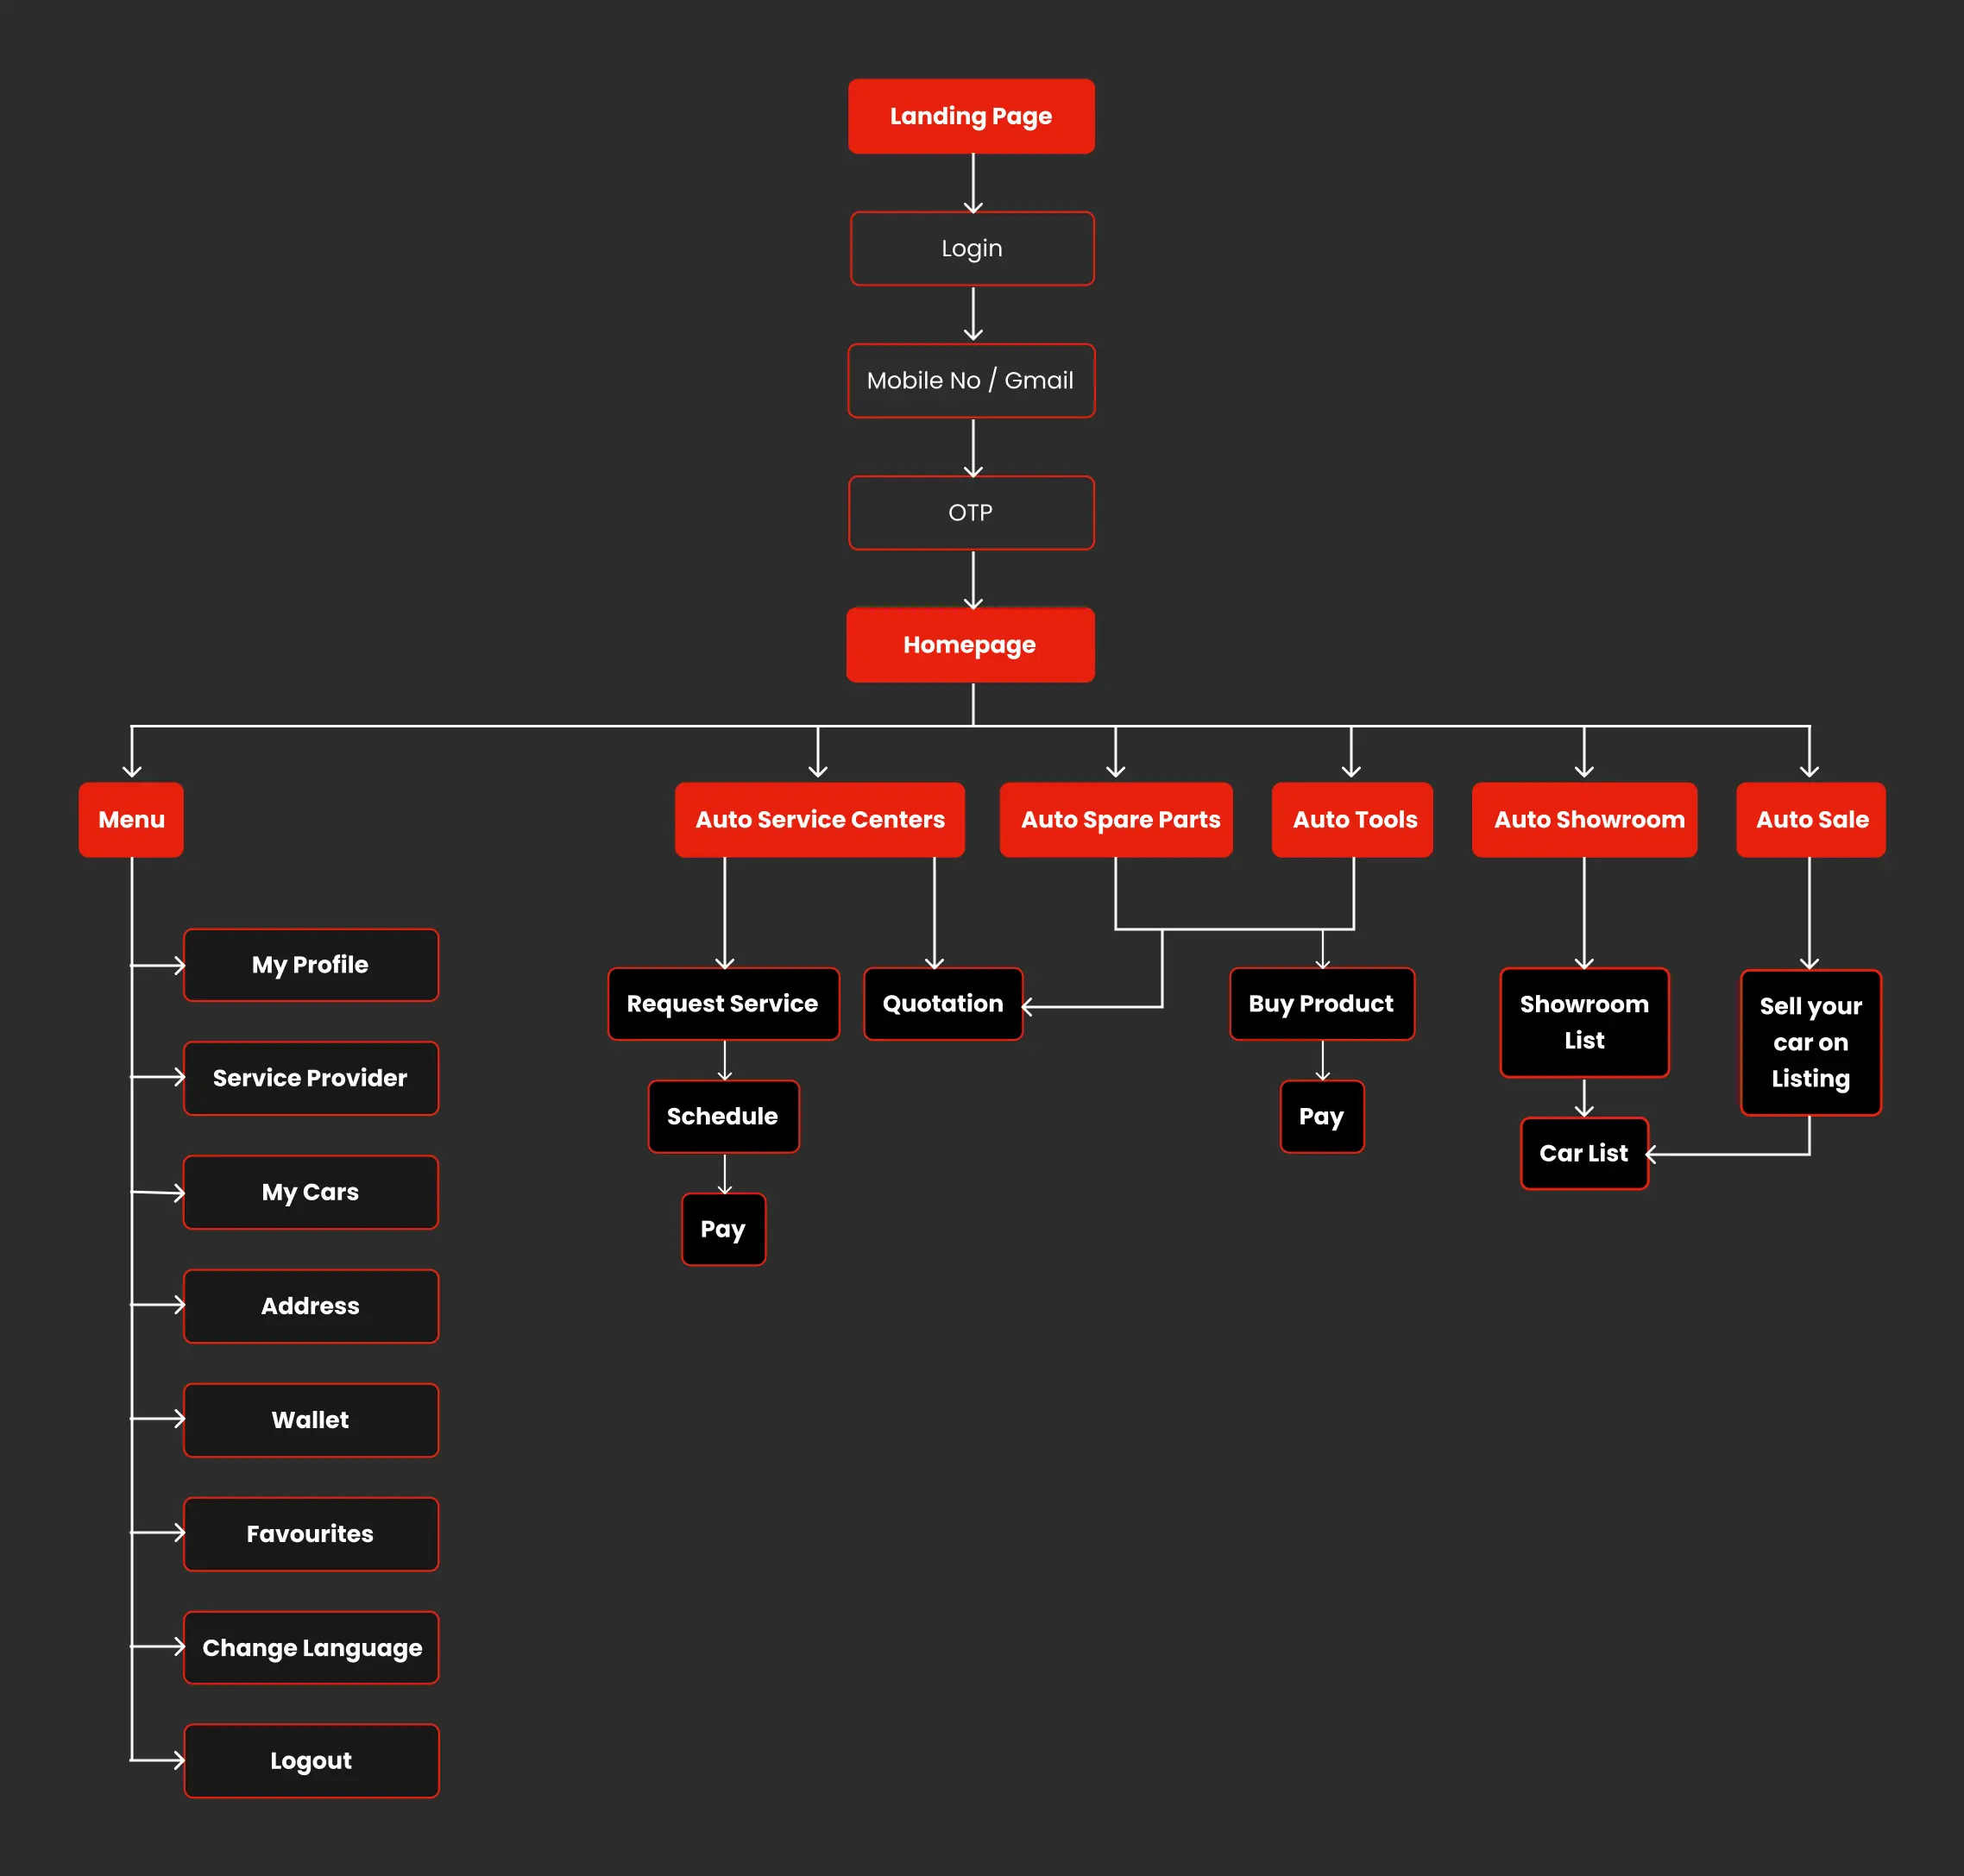 Landing Page
Login
Mobile No / Gmail
OTP
Homepage
Menu
Auto Service Centers
Auto Spare Parts
Auto Tools
Auto Showroom
Auto Sale
My Profile
Service Provider
My Cars
Address
Wallet
Favourites
Change Language
Logout
Request Service
Schedule
Pay
Quotation
Buy Product
Pay
Showroom
List
Car List
Sell your
car on
Listing